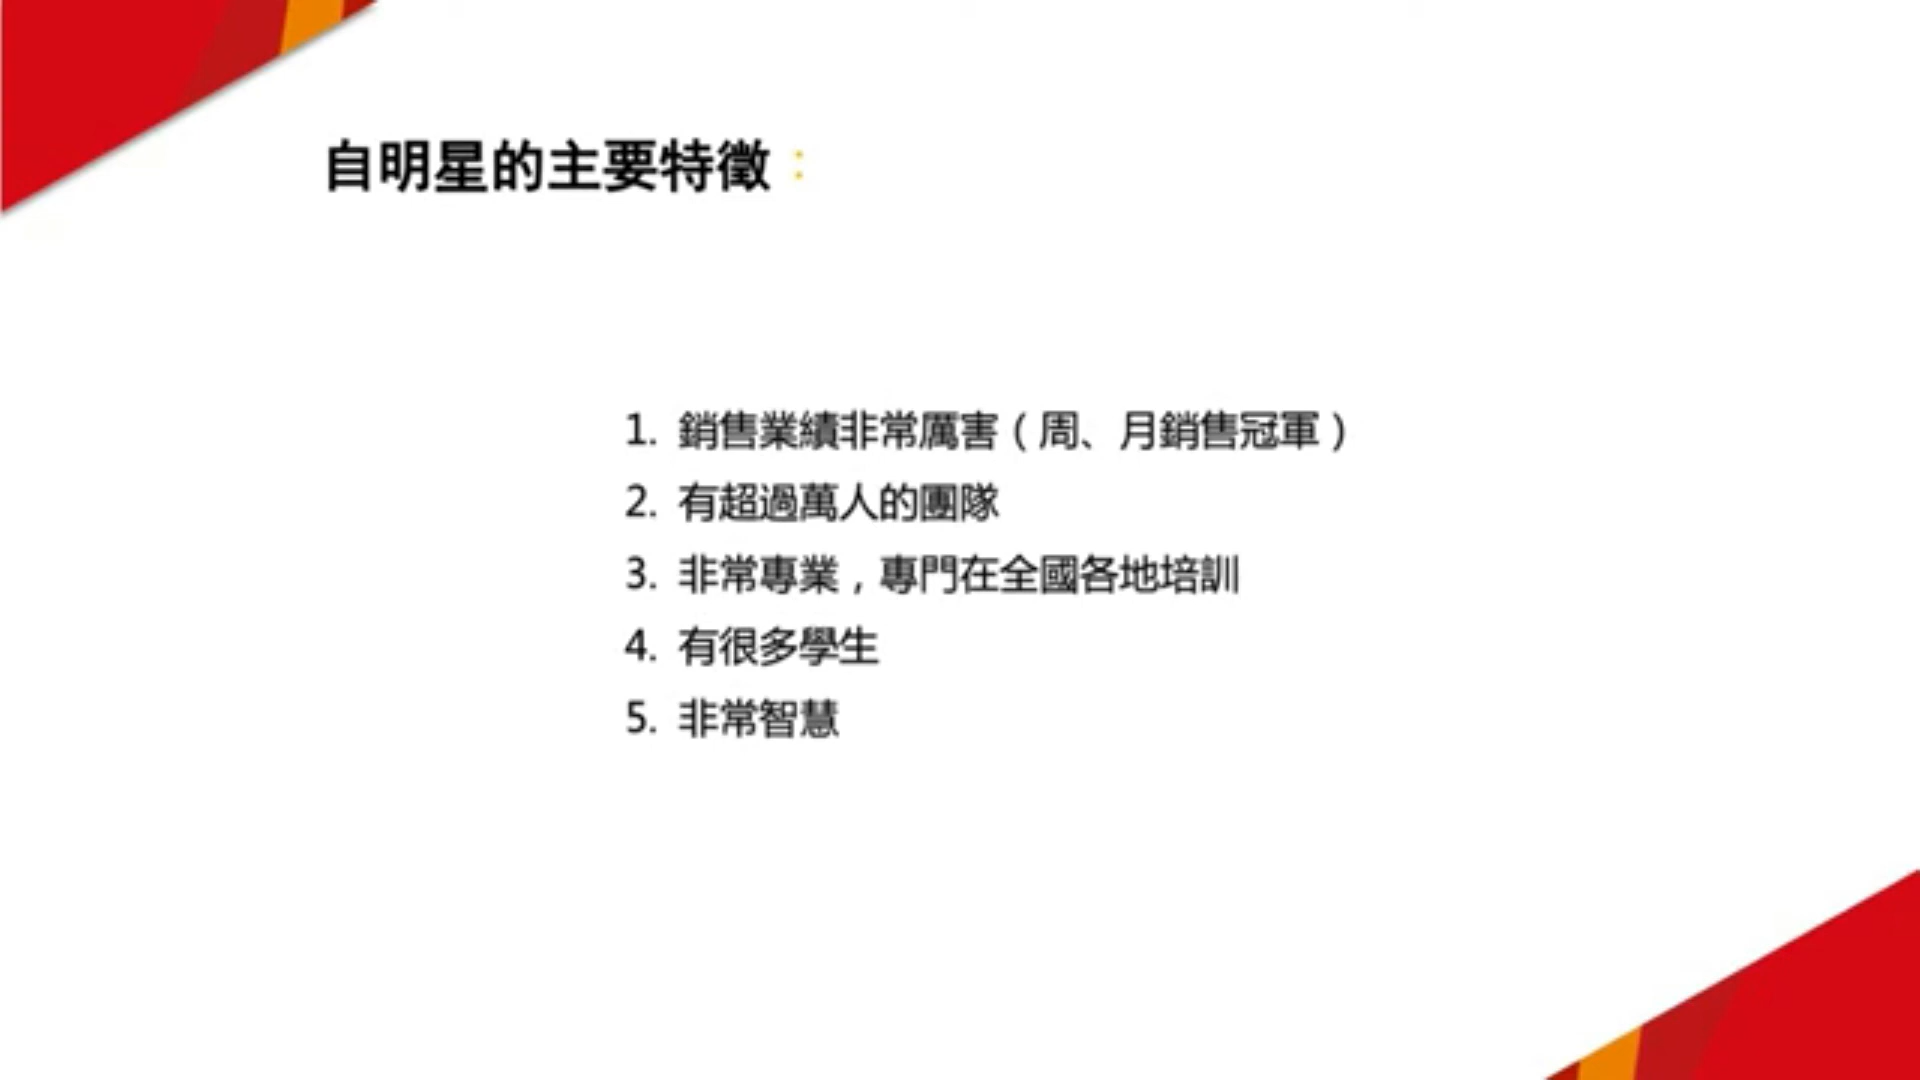 自明星的主要特徵：
1. 銷售業績非常厲害（周、月銷售冠軍）
2. 有超過萬人的團隊
3. 非常專業，專門在全國各地培訓
4. 有很多學生
5. 非常智慧